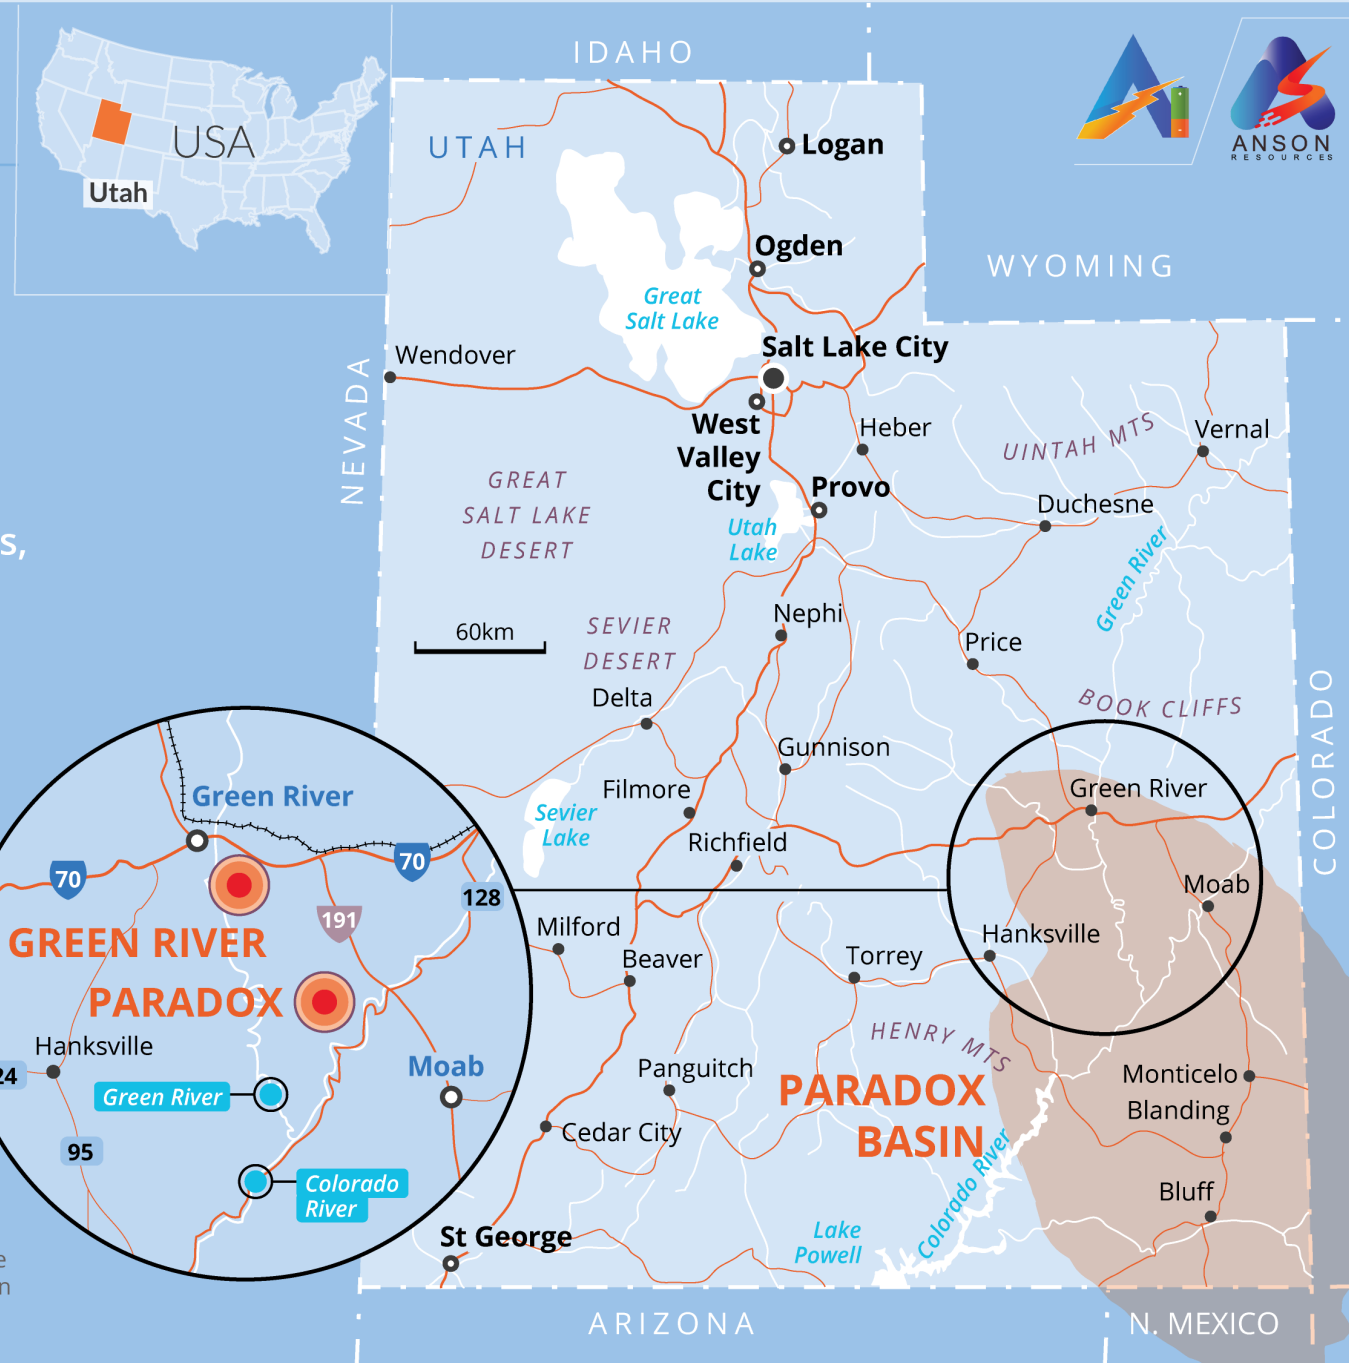 IDAHO
USA
Utah
UTAH
Logan
ANSON
RESOURCES
Ogden
WYOMING
Great
Salt Lake
Salt Lake City
Wendover
NEVADA
West
Valley
City
Heber
UINTAH MTS
Vernal
GREAT
SALT LAKE
DESERT
Provo
Utah
Lake
Duchesne
Green River
s,
60km
SEVIER
DESERT
Nephi
Price
Delta
BOOK CLIFFS
COLORADO
Gunnison
Filmore
Sevier
Lake
Richfield
Green River
Moab
Hanksville
Green River
70
70
128
191
GREEN RIVER
PARADOX
Hanksville
24
Green River
Moab
95
Colorado
River
Milford
Beaver
Torrey
HENRY MTS
Panguitch
PARADOX
BASIN
Monticelo
Blanding
Cedar City
Colorado River
Bluff
St George
Lake
Powell
e
n
ARIZONA
N. MEXICO